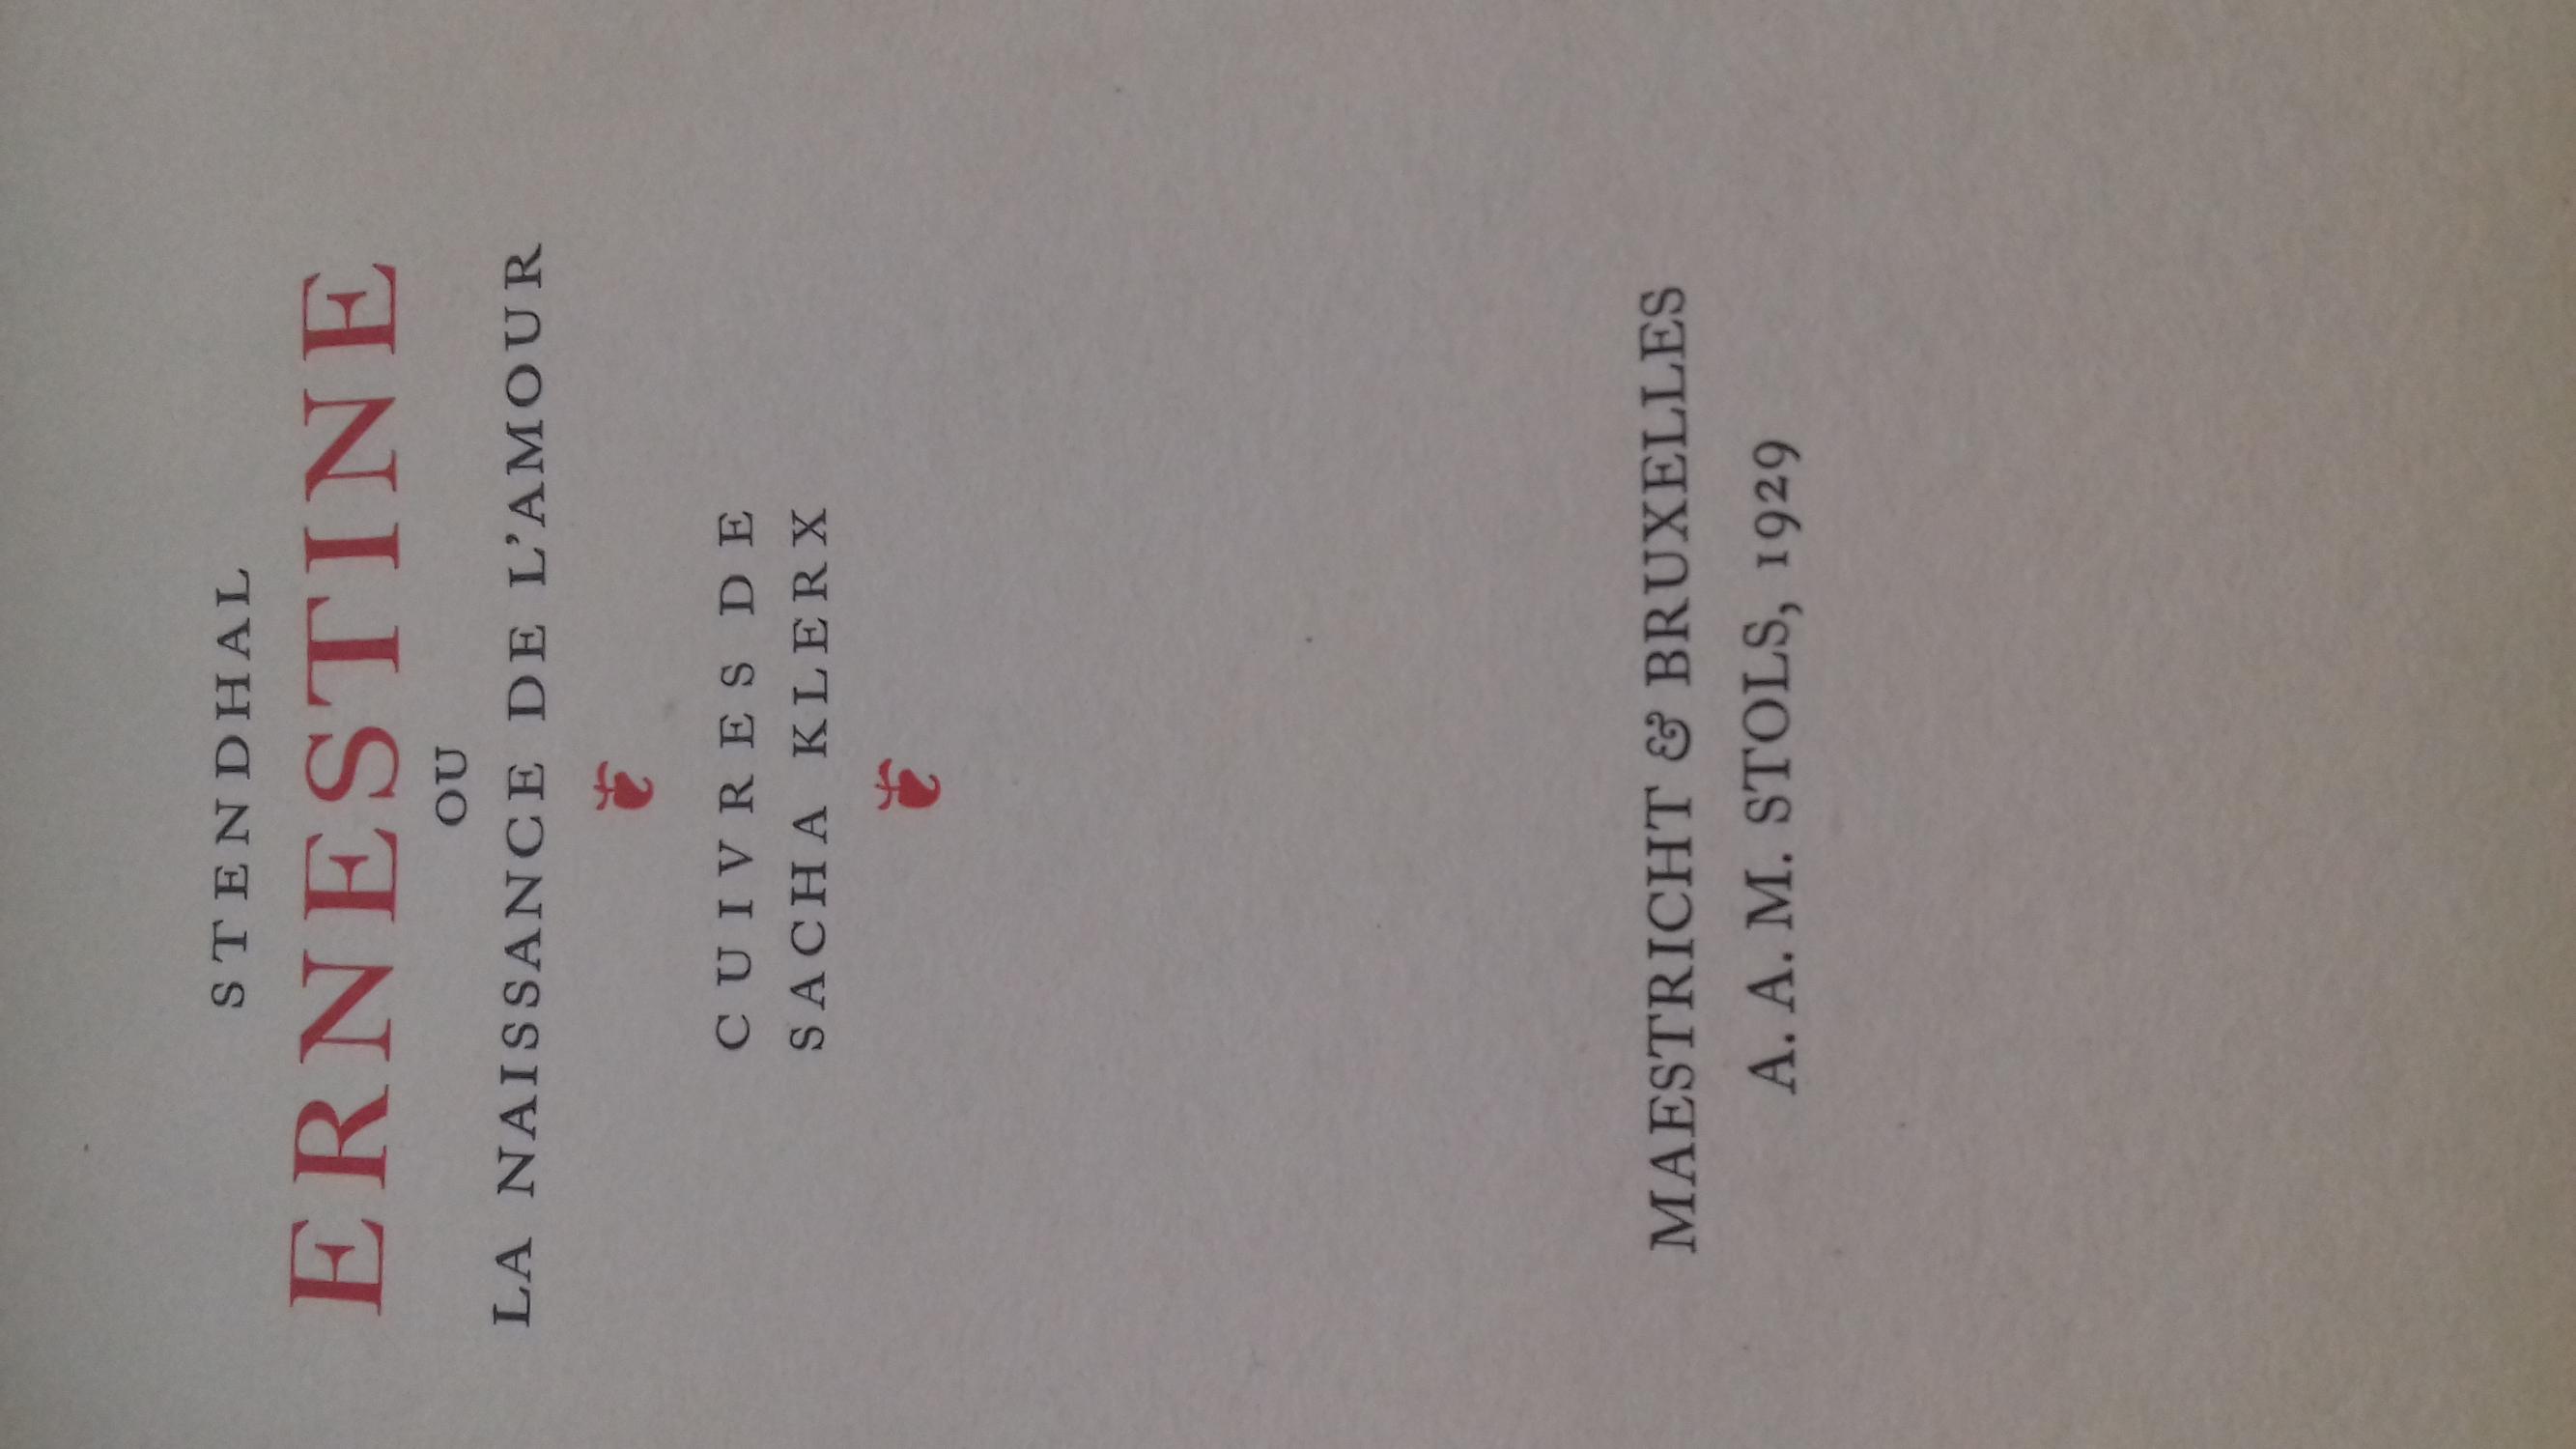 STENDHAL
ERNESTINE
OU
LA NAISSANCE DE L'AMOUR
CUIVRES DE
SACHA KLERX
MAESTRICHT & BRUXELLES
A. A. M. STOLS, 1929